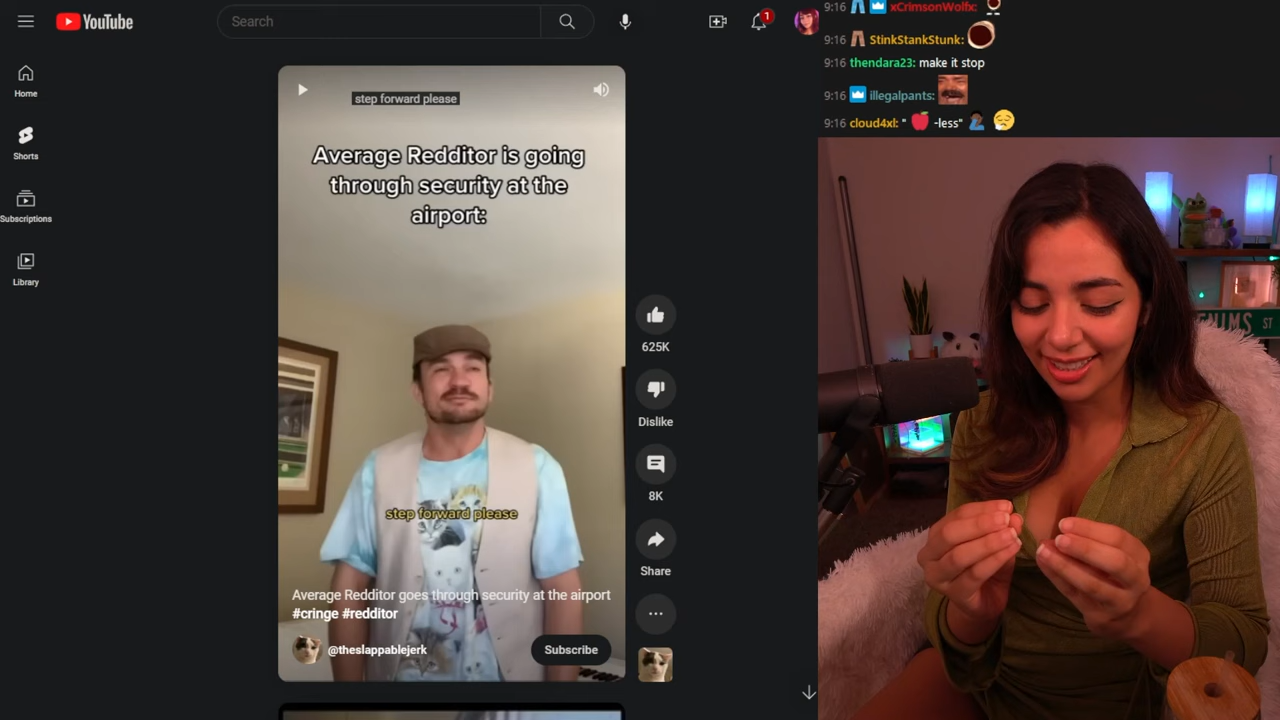 YouTube
Search
1
Home
Shorts
Subscriptions
Library
step forward please
Average Redditor is going
through security at the
airport:
step forward please
Average Redditor goes through security at the airport
#cringe #redditor
@theslappablejerk
Subscribe
625K
Dislike
8K
Share
9:16 xCrimsonWolfx:
9:16 StinkStankStunk:
9:16 thendara23: make it stop
9:16 illegalpants:
9:16 cloud4xl: " -less"
ST